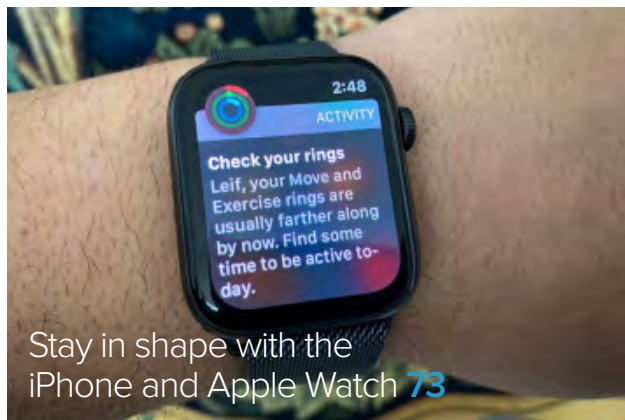 2:48
ACTIVITY
Check your rings
Leif, your Move and
Exercise rings are
usually farther along
by now. Find some
time to be active to-
day.
Stay in shape with the
iPhone and Apple Watch 73